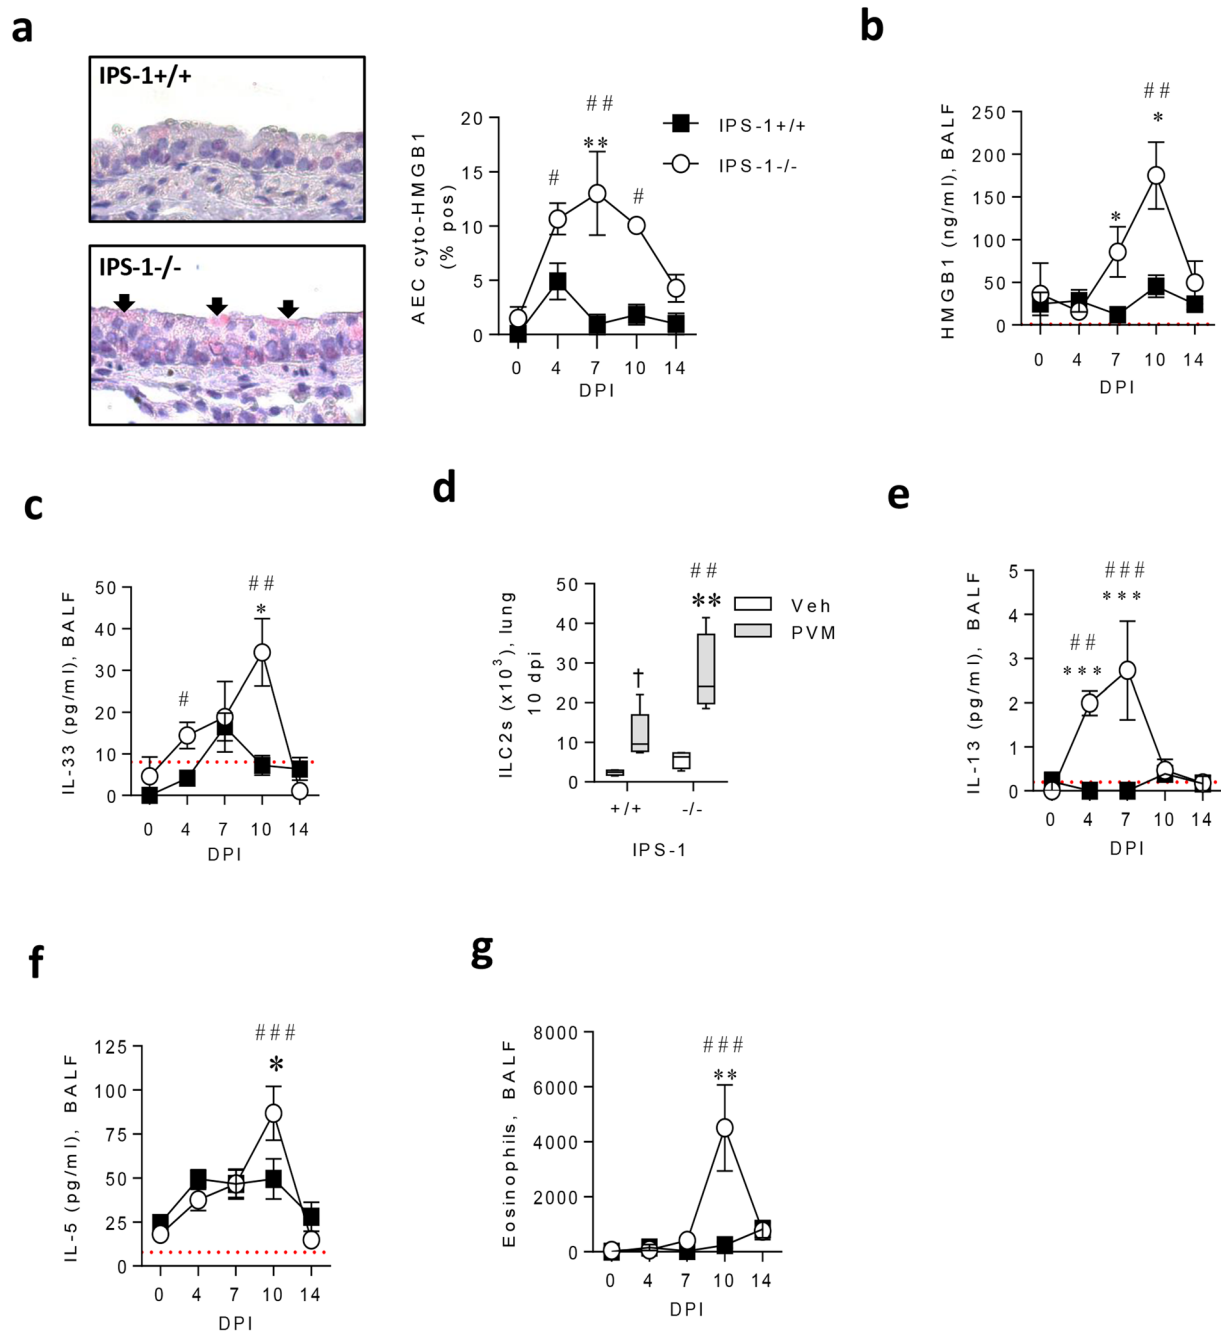 a
IPS-1+/+
IPS-1-/-
AEC cyto-HMGB1
(% pos)
20
15
10
5
0
##
**
#
#
IPS-1+/+
IPS-1-/-
0 4 7 10 14
DPI
b
HMGB1 (ng/ml), BALF
250
200
150
100
50
0
##
*
*
0 4 7 10 14
DPI
c
IL-33 (pg/ml), BALF
50
40
30
20
10
0
##
*
#
0 4 7 10 14
DPI
d
ILC2s (x10³), lung
10 dpi
50
40
30
20
10
0
##
**
†
Veh
PVM
+/+ -/-
IPS-1
e
IL-13 (pg/ml), BALF
5
4
3
2
1
0
###
***
##
***
0 4 7 10 14
DPI
f
IL-5 (pg/ml), BALF
125
100
75
50
25
0
###
*
0 4 7 10 14
DPI
g
Eosinophils, BALF
8000
6000
4000
2000
0
###
**
0 4 7 10 14
DPI